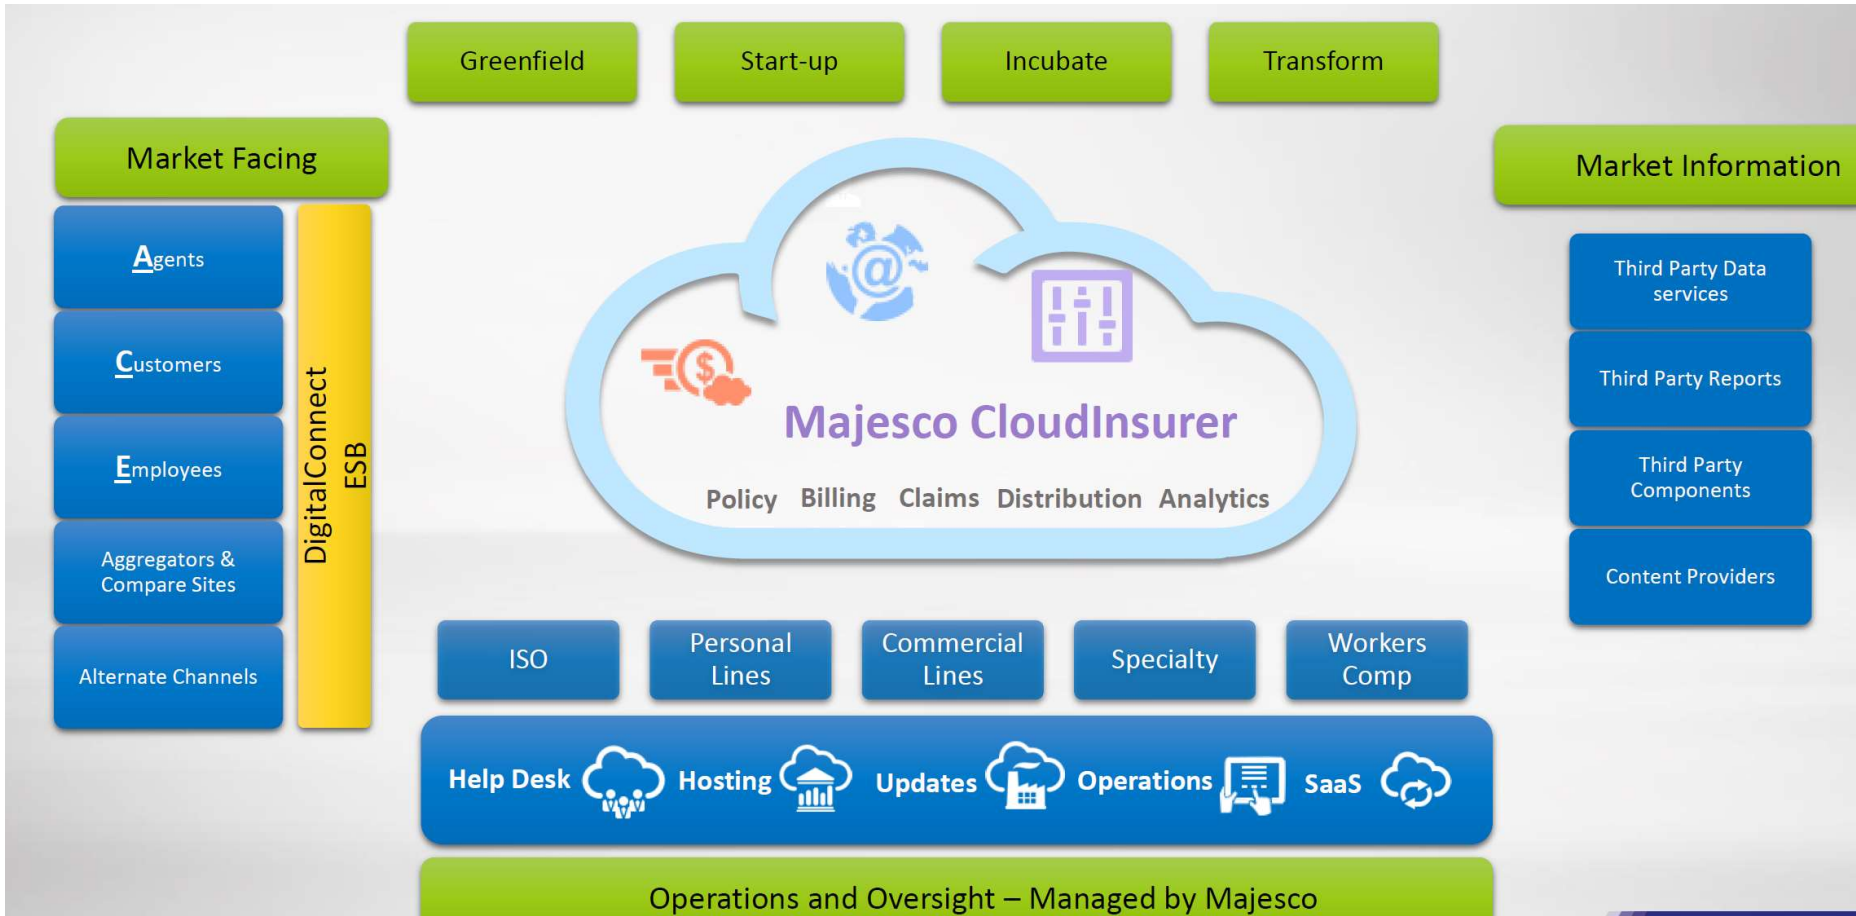 Greenfield
Start-up
Incubate
Transform
Market Facing
Agents
Customers
Employees
Aggregators &
Compare Sites
Alternate Channels
DigitalConnect
ESB
@
$
Majesco CloudInsurer
Policy Billing Claims Distribution Analytics
ISO
Personal
Lines
Commercial
Lines
Specialty
Workers
Comp
Help Desk
Hosting
Updates
Operations
SaaS
Operations and Oversight – Managed by Majesco
Market Information
Third Party Data
services
Third Party Reports
Third Party
Components
Content Providers